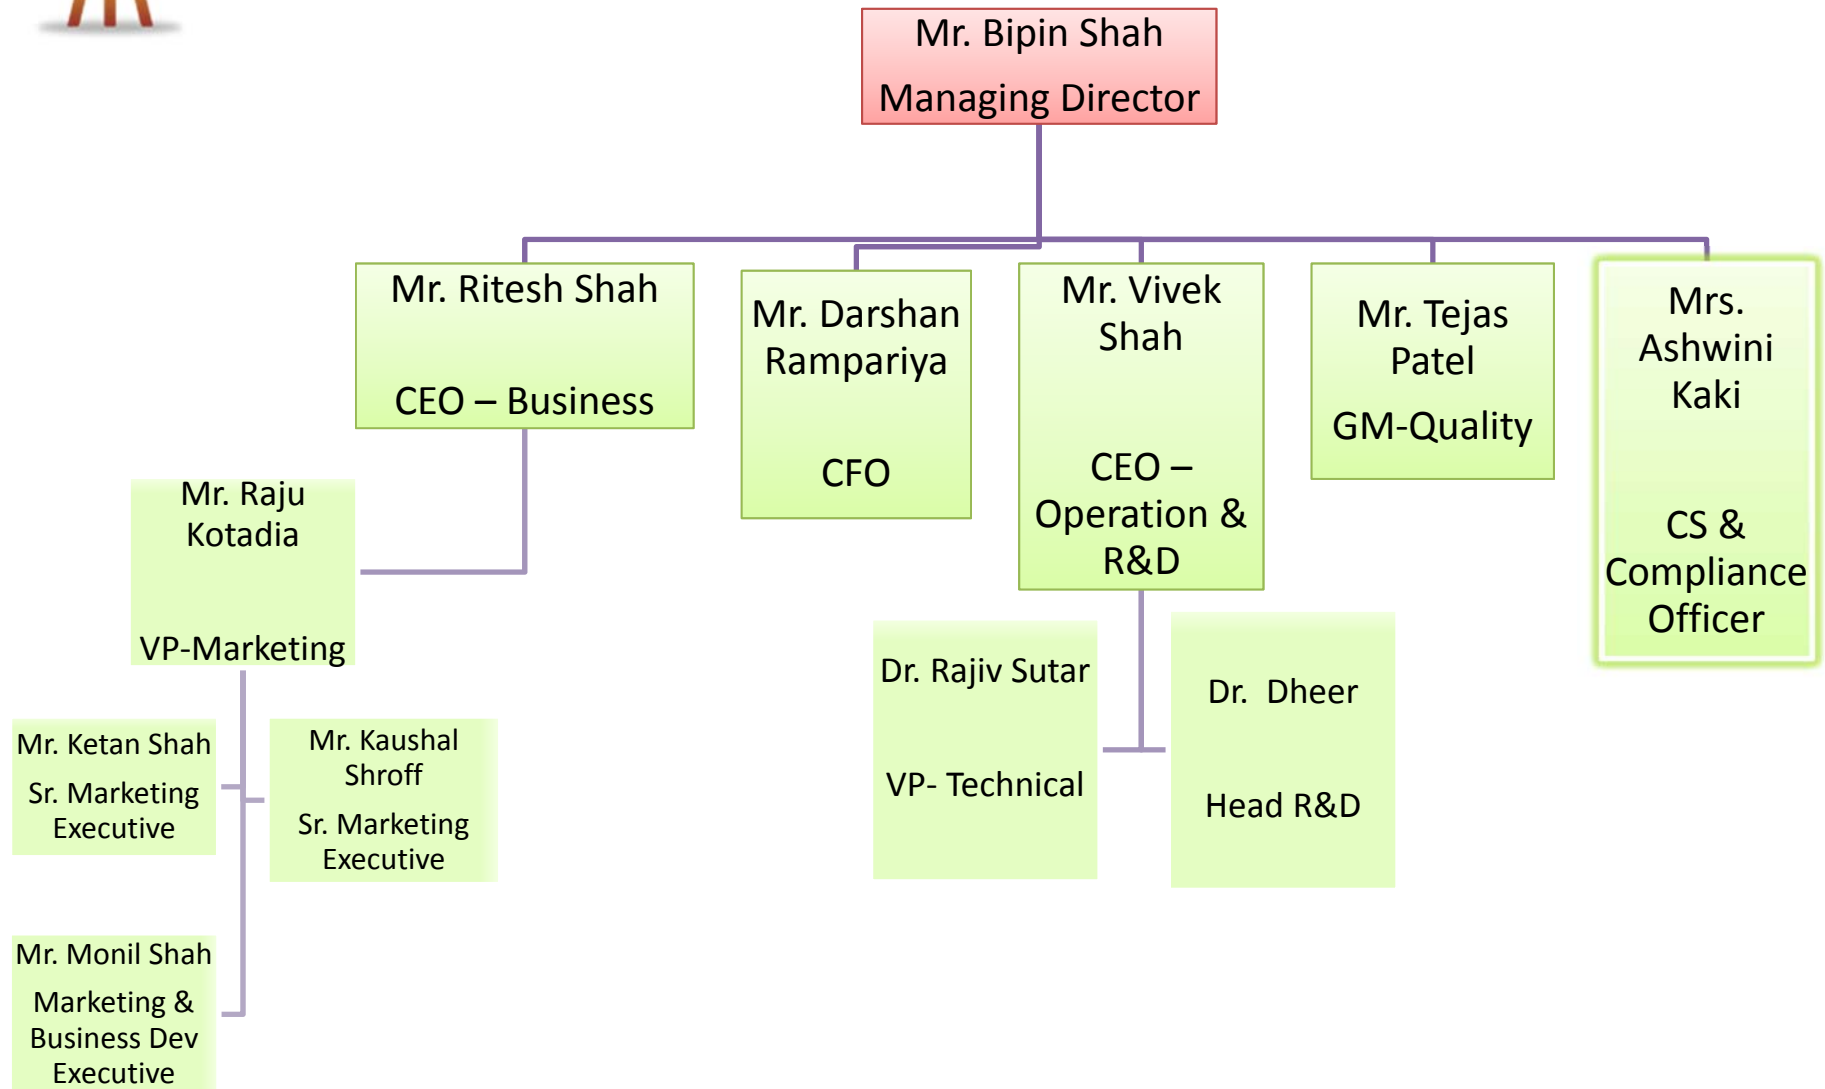 Mr. Bipin Shah
Managing Director
Mr. Ritesh Shah
CEO – Business
Mr. Darshan
Rampariya
CFO
Mr. Vivek
Shah
CEO –
Operation &
R&D
Mr. Tejas
Patel
GM-Quality
Mrs.
Ashwini
Kaki
CS &
Compliance
Officer
Mr. Raju
Kotadia
VP-Marketing
Dr. Rajiv Sutar
VP- Technical
Dr.  Dheer
Head R&D
Mr. Ketan Shah
Sr. Marketing
Executive
Mr. Kaushal
Shroff
Sr. Marketing
Executive
Mr. Monil Shah
Marketing &
Business Dev
Executive